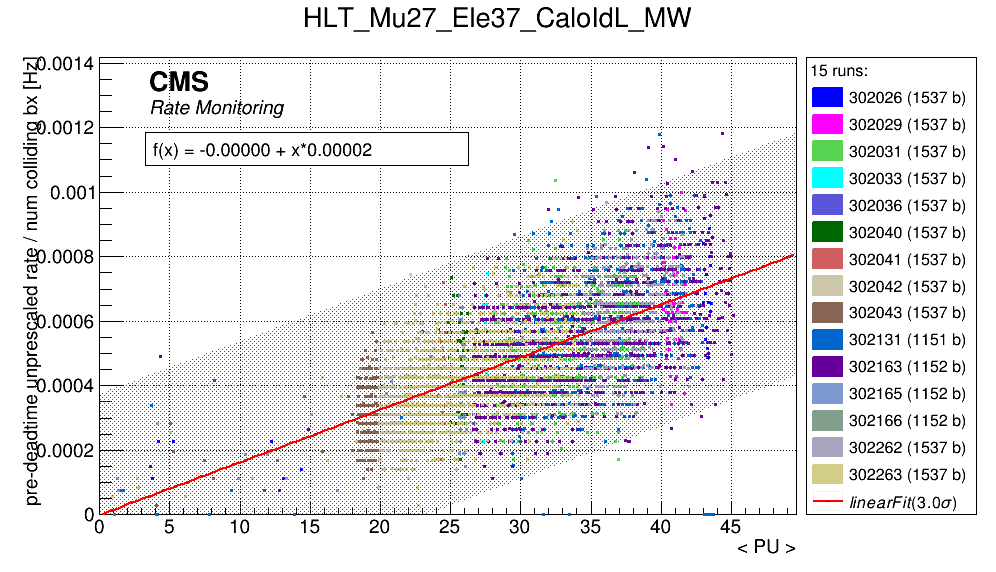 HLT_Mu27_Ele37_CaloIdL_MW
pre-deadtime unprescaled rate / num colliding bx [Hz]
0.0014
0.0012
0.001
0.0008
0.0006
0.0004
0.0002
0
CMS
Rate Monitoring
f(x) = -0.00000 + x*0.00002
0 5 10 15 20 25 30 35 40 45
< PU >
15 runs:
302026 (1537 b)
302029 (1537 b)
302031 (1537 b)
302033 (1537 b)
302036 (1537 b)
302040 (1537 b)
302041 (1537 b)
302042 (1537 b)
302043 (1537 b)
302131 (1151 b)
302163 (1152 b)
302165 (1152 b)
302166 (1152 b)
302262 (1537 b)
302263 (1537 b)
linearFit(3.0σ)